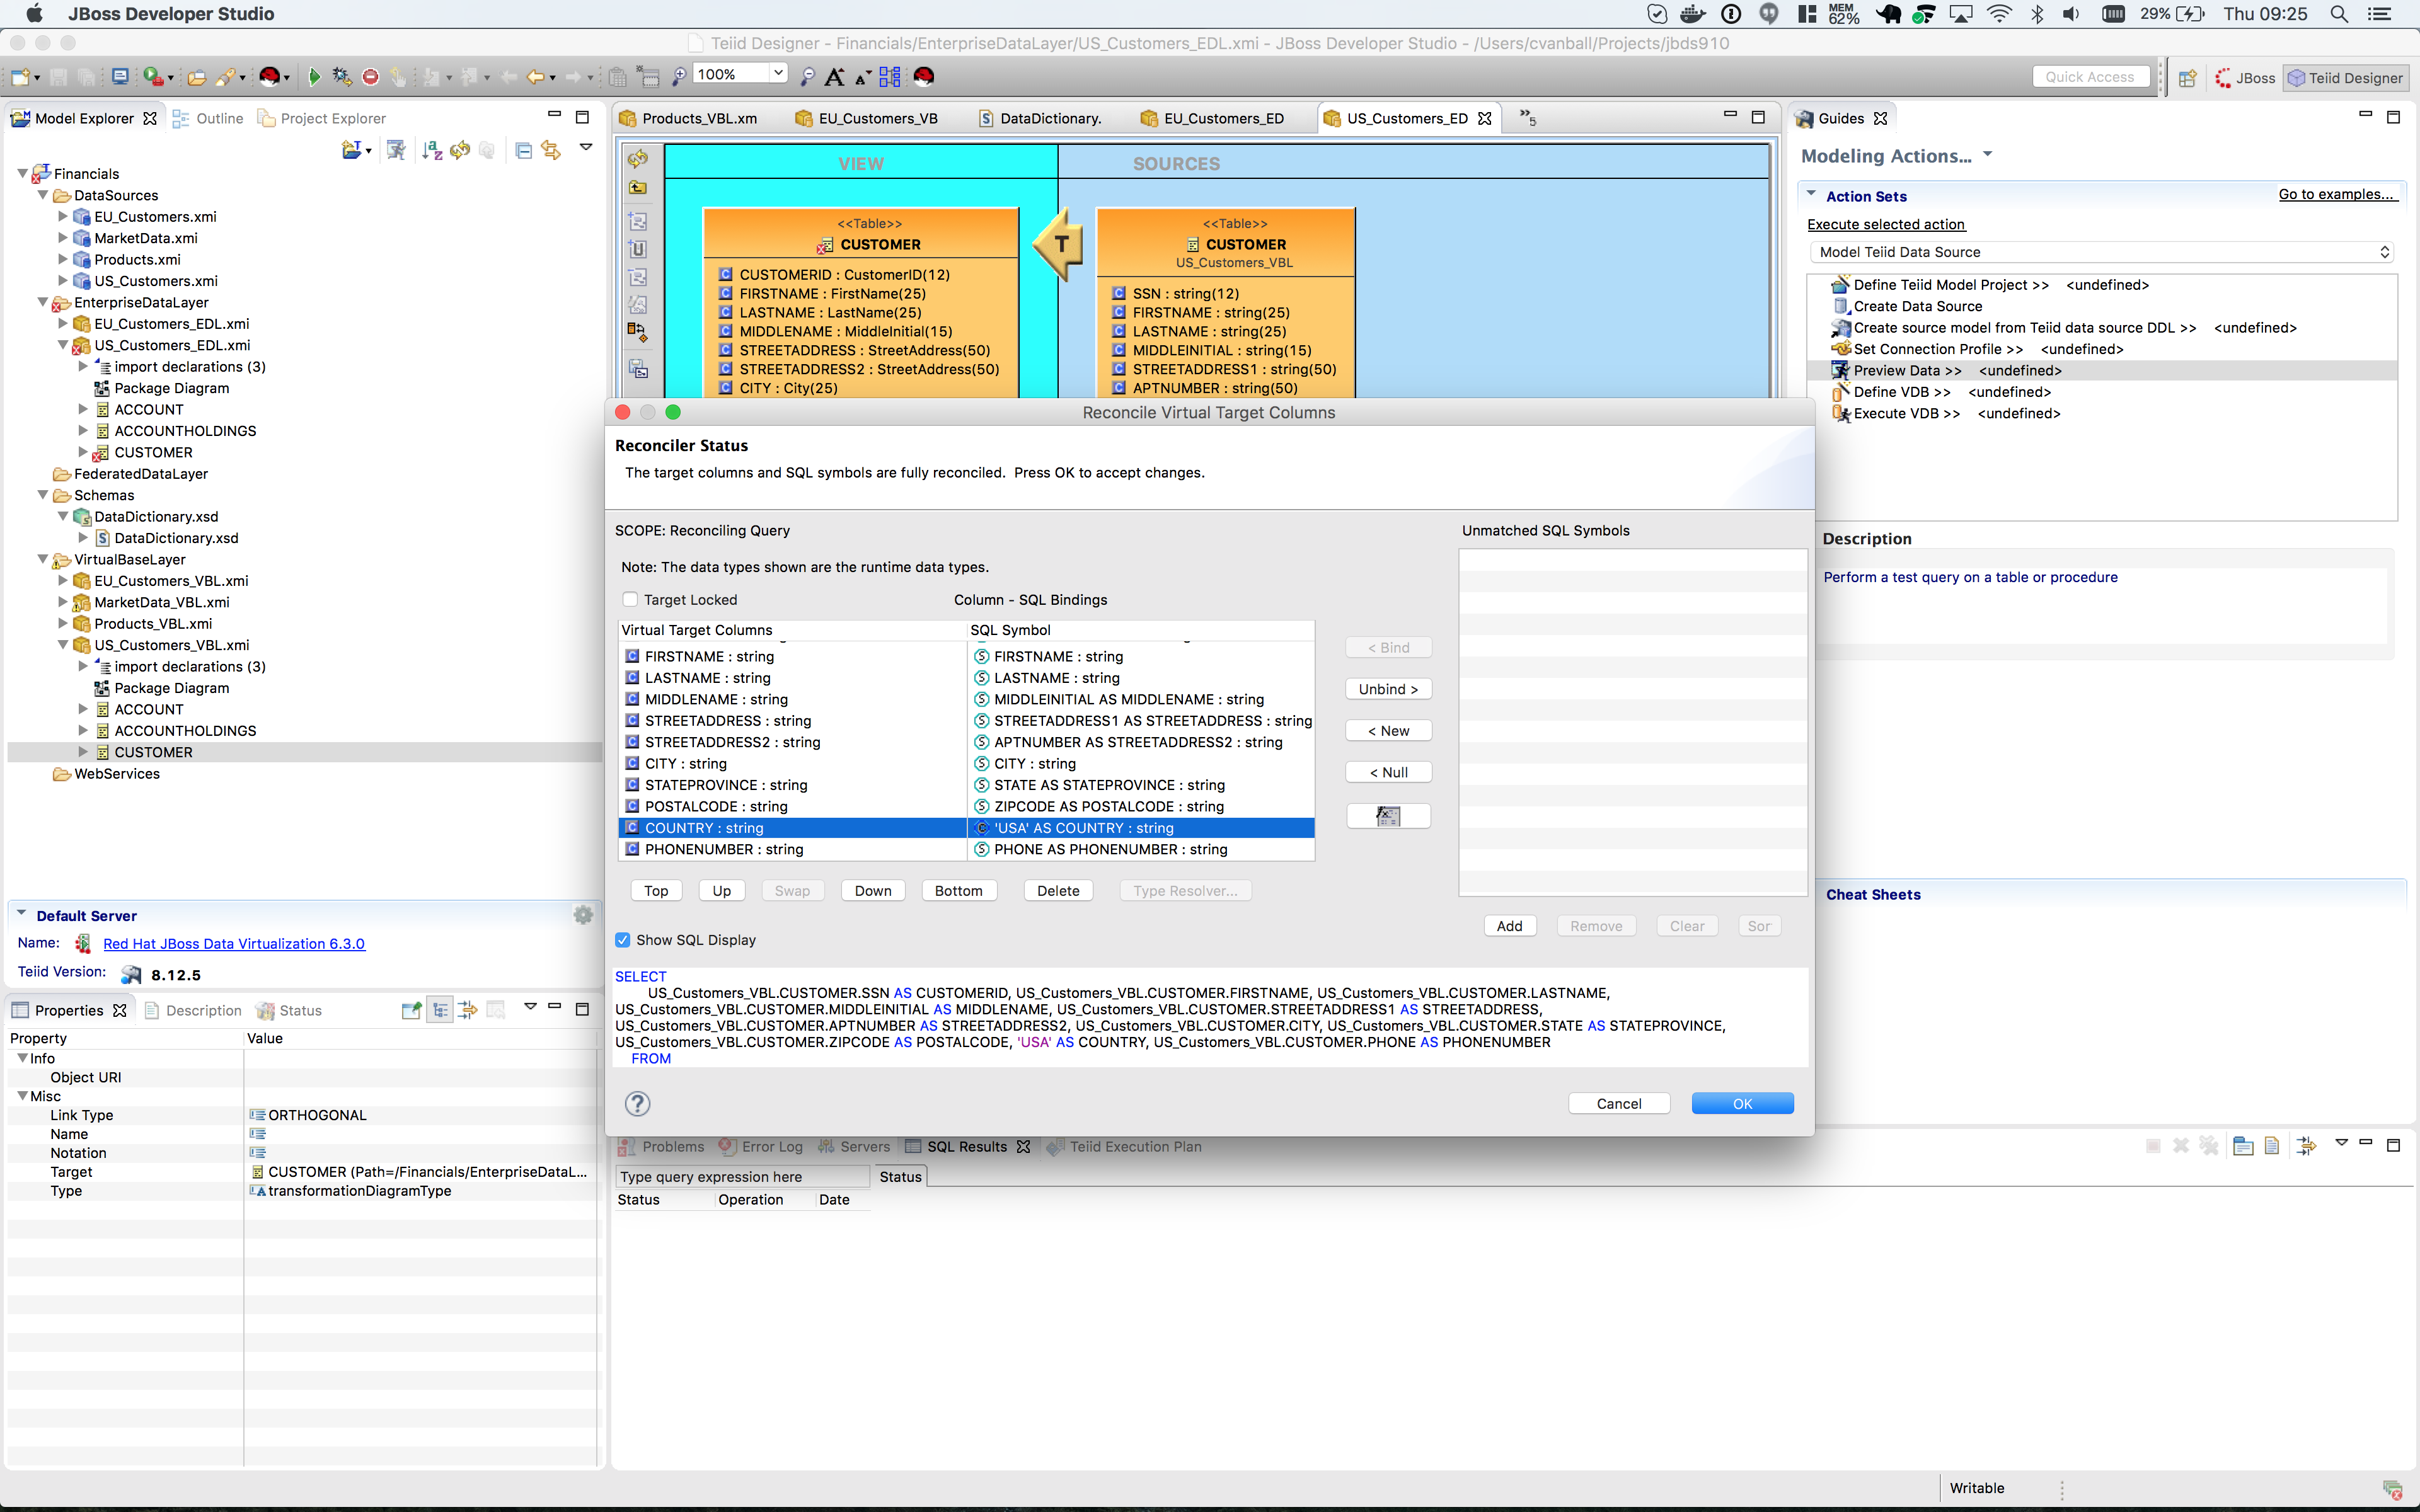 JBoss Developer Studio
MEM
62%
29%
Thu 09:25
Teiid Designer - Financials/EnterpriseDataLayer/US_Customers_EDL.xmi - JBoss Developer Studio - /Users/cvanball/Projects/jbds910
100%
Quick Access
JBoss
Teiid Designer
Model Explorer
Outline
Project Explorer
Financials
DataSources
EU_Customers.xmi
MarketData.xmi
Products.xmi
US_Customers.xmi
EnterpriseDataLayer
EU_Customers_EDL.xmi
US_Customers_EDL.xmi
import declarations (3)
Package Diagram
ACCOUNT
ACCOUNTHOLDINGS
CUSTOMER
FederatedDataLayer
Schemas
DataDictionary.xsd
DataDictionary.xsd
VirtualBaseLayer
EU_Customers_VBL.xmi
MarketData_VBL.xmi
Products_VBL.xmi
US_Customers_VBL.xmi
import declarations (3)
Package Diagram
ACCOUNT
ACCOUNTHOLDINGS
CUSTOMER
WebServices
Default Server
Name: Red Hat JBoss Data Virtualization 6.3.0
Teiid Version: 8.12.5
Properties
Description
Status
Property Value
Info
Object URI
Misc
Link Type ORTHOGONAL
Name
Notation
Target CUSTOMER (Path=/Financials/EnterpriseDataL...
Type transformationDiagramType
Products_VBL.xm
EU_Customers_VB
DataDictionary.
EU_Customers_ED
US_Customers_ED
»5
VIEW
SOURCES
<<Table>>
CUSTOMER
CUSTOMERID : CustomerID(12)
FIRSTNAME : FirstName(25)
LASTNAME : LastName(25)
MIDDLENAME : MiddleInitial(15)
STREETADDRESS : StreetAddress(50)
STREETADDRESS2 : StreetAddress(50)
CITY : City(25)
T
<<Table>>
CUSTOMER
US_Customers_VBL
SSN : string(12)
FIRSTNAME : string(25)
LASTNAME : string(25)
MIDDLEINITIAL : string(15)
STREETADDRESS1 : string(50)
APTNUMBER : string(50)
Reconcile Virtual Target Columns
Reconciler Status
The target columns and SQL symbols are fully reconciled. Press OK to accept changes.
SCOPE: Reconciling Query
Note: The data types shown are the runtime data types.
Target Locked
Column - SQL Bindings
Virtual Target Columns SQL Symbol
FIRSTNAME : string FIRSTNAME : string
LASTNAME : string LASTNAME : string
MIDDLENAME : string MIDDLEINITIAL AS MIDDLENAME : string
STREETADDRESS : string STREETADDRESS1 AS STREETADDRESS : string
STREETADDRESS2 : string APTNUMBER AS STREETADDRESS2 : string
CITY : string CITY : string
STATEPROVINCE : string STATE AS STATEPROVINCE : string
POSTALCODE : string ZIPCODE AS POSTALCODE : string
COUNTRY : string 'USA' AS COUNTRY : string
PHONENUMBER : string PHONE AS PHONENUMBER : string
< Bind
Unbind >
< New
< Null
Top
Up
Swap
Down
Bottom
Delete
Type Resolver...
Unmatched SQL Symbols
Add
Remove
Clear
Sor
Show SQL Display
SELECT
US_Customers_VBL.CUSTOMER.SSN AS CUSTOMERID, US_Customers_VBL.CUSTOMER.FIRSTNAME, US_Customers_VBL.CUSTOMER.LASTNAME,
US_Customers_VBL.CUSTOMER.MIDDLEINITIAL AS MIDDLENAME, US_Customers_VBL.CUSTOMER.STREETADDRESS1 AS STREETADDRESS,
US_Customers_VBL.CUSTOMER.APTNUMBER AS STREETADDRESS2, US_Customers_VBL.CUSTOMER.CITY, US_Customers_VBL.CUSTOMER.STATE AS STATEPROVINCE,
US_Customers_VBL.CUSTOMER.ZIPCODE AS POSTALCODE, 'USA' AS COUNTRY, US_Customers_VBL.CUSTOMER.PHONE AS PHONENUMBER
FROM
Cancel
OK
Problems
Error Log
Servers
SQL Results
Teiid Execution Plan
Type query expression here
Status
Status Operation Date
Guides
Modeling Actions...
Action Sets
Go to examples...
Execute selected action
Model Teiid Data Source
Define Teiid Model Project >> <undefined>
Create Data Source
Create source model from Teiid data source DDL >> <undefined>
Set Connection Profile >> <undefined>
Preview Data >> <undefined>
Define VDB >> <undefined>
Execute VDB >> <undefined>
Description
Perform a test query on a table or procedure
Cheat Sheets
Writable